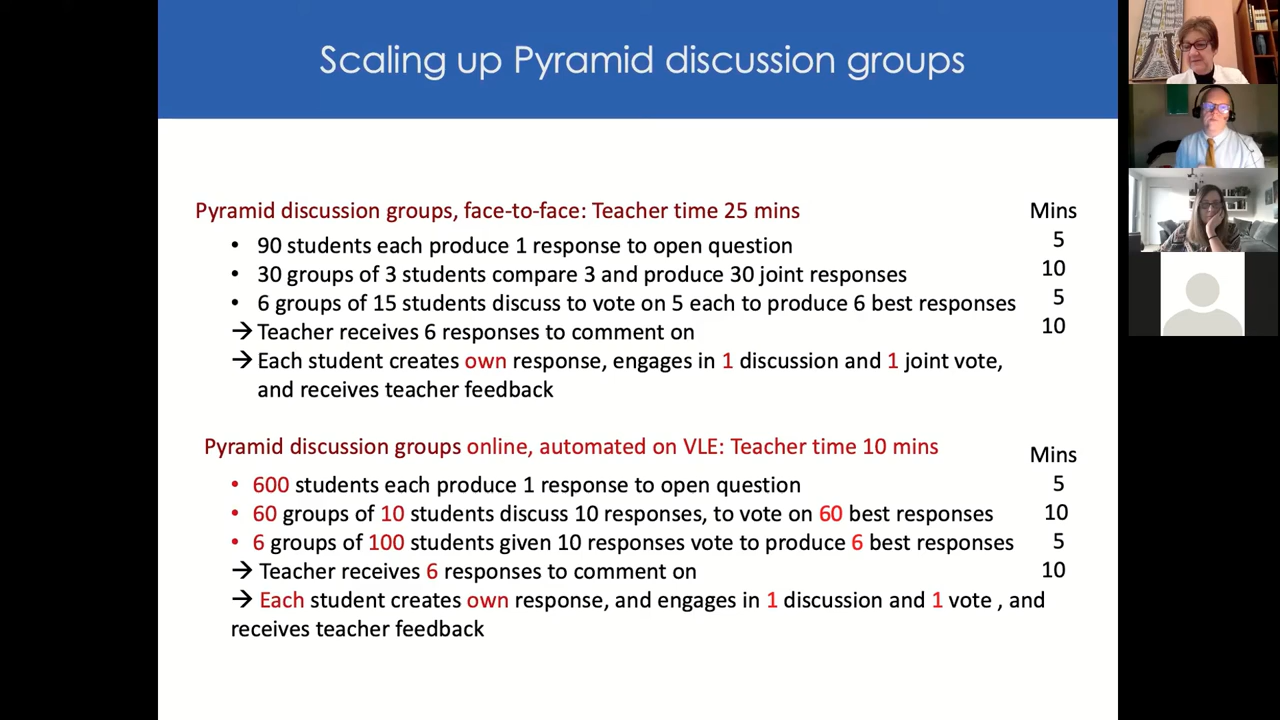 Scaling up Pyramid discussion groups
Pyramid discussion groups, face-to-face: Teacher time 25 mins
Mins
• 90 students each produce 1 response to open question
5
• 30 groups of 3 students compare 3 and produce 30 joint responses
10
• 6 groups of 15 students discuss to vote on 5 each to produce 6 best responses
5
→ Teacher receives 6 responses to comment on
10
→ Each student creates own response, engages in 1 discussion and 1 joint vote,
and receives teacher feedback
Pyramid discussion groups online, automated on VLE: Teacher time 10 mins
Mins
• 600 students each produce 1 response to open question
5
• 60 groups of 10 students discuss 10 responses, to vote on 60 best responses
10
• 6 groups of 100 students given 10 responses vote to produce 6 best responses
5
→ Teacher receives 6 responses to comment on
10
→ Each student creates own response, and engages in 1 discussion and 1 vote , and
receives teacher feedback